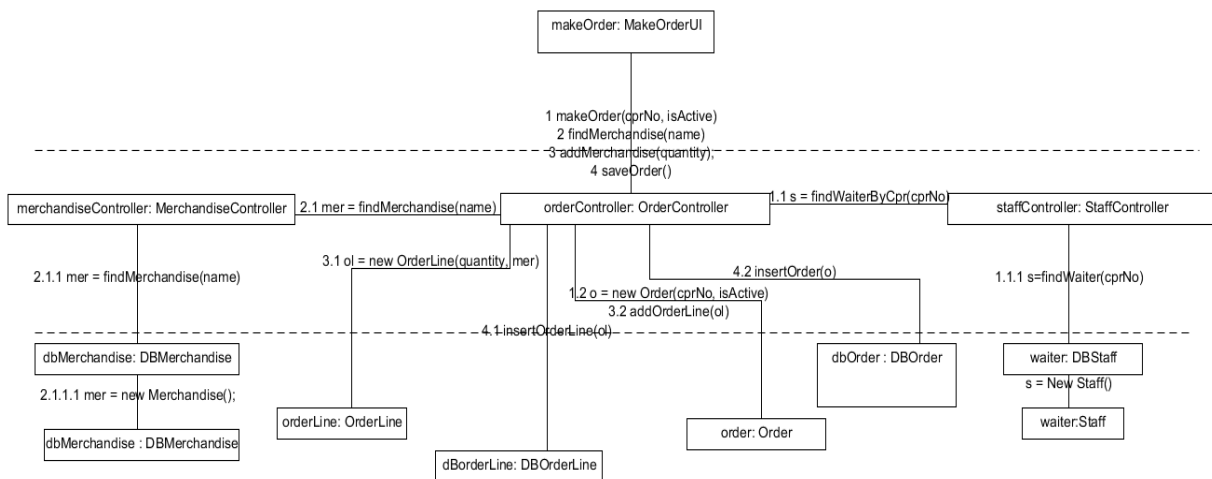 makeOrder: MakeOrderUI
1 makeOrder(cprNo, isActive)
2 findMerchandise(name)
3 addMerchandise(quantity),
4 saveOrder()
merchandiseController: MerchandiseController
2.1 mer = findMerchandise(name)
orderController: OrderController
1.1 s = findWaiterByCpr(cprNo)
staffController: StaffController
2.1.1 mer = findMerchandise(name)
3.1 ol = new OrderLine(quantity, mer)
4.2 insertOrder(o)
1.1.1 s=findWaiter(cprNo)
1.2 o = new Order(cprNo, isActive)
3.2 addOrderLine(ol)
4.1 insertOrderLine(ol)
dbMerchandise: DBMerchandise
dbOrder : DBOrder
waiter: DBStaff
2.1.1.1 mer = new Merchandise();
s = New Staff()
orderLine: OrderLine
waiter:Staff
order: Order
dbMerchandise : DBMerchandise
dBorderLine: DBOrderLine